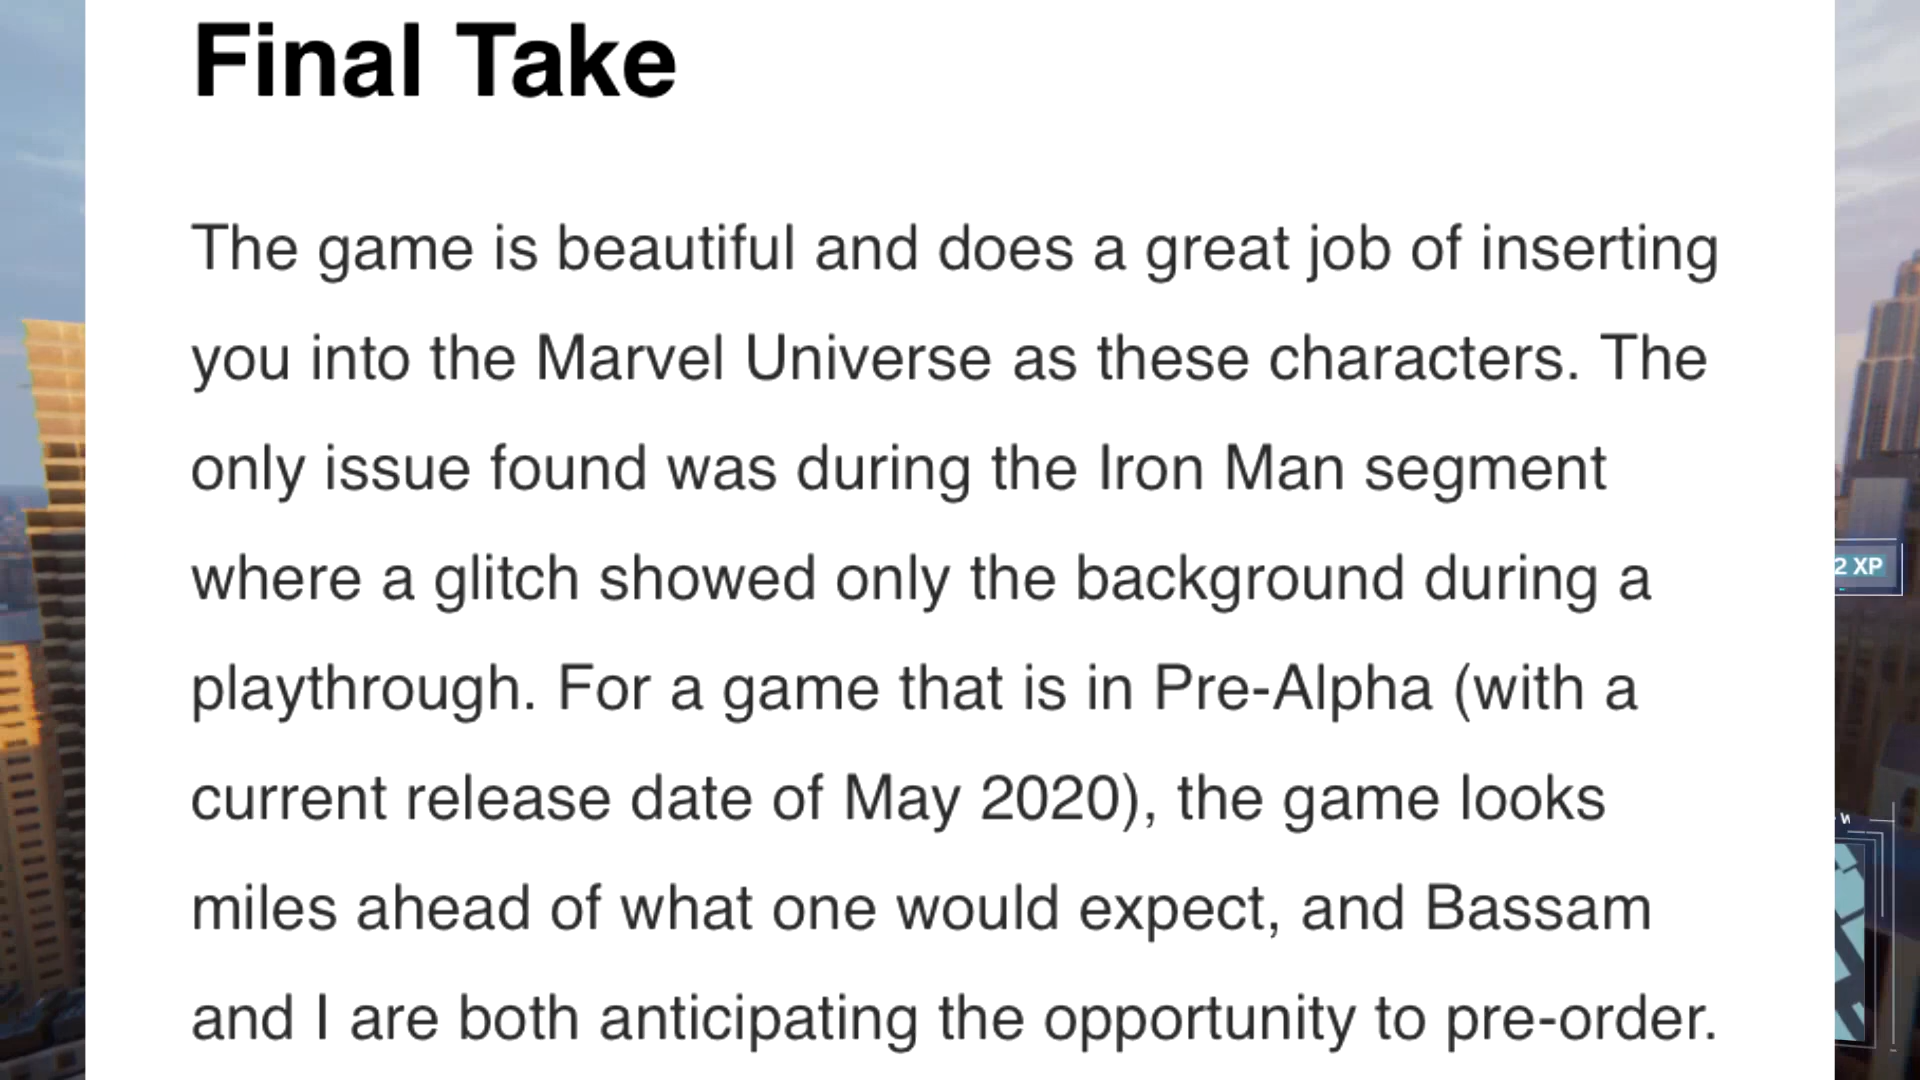 Final Take
The game is beautiful and does a great job of inserting
you into the Marvel Universe as these characters. The
only issue found was during the Iron Man segment
where a glitch showed only the background during a
playthrough. For a game that is in Pre-Alpha (with a
current release date of May 2020), the game looks
miles ahead of what one would expect, and Bassam
and I are both anticipating the opportunity to pre-order.
2 XP